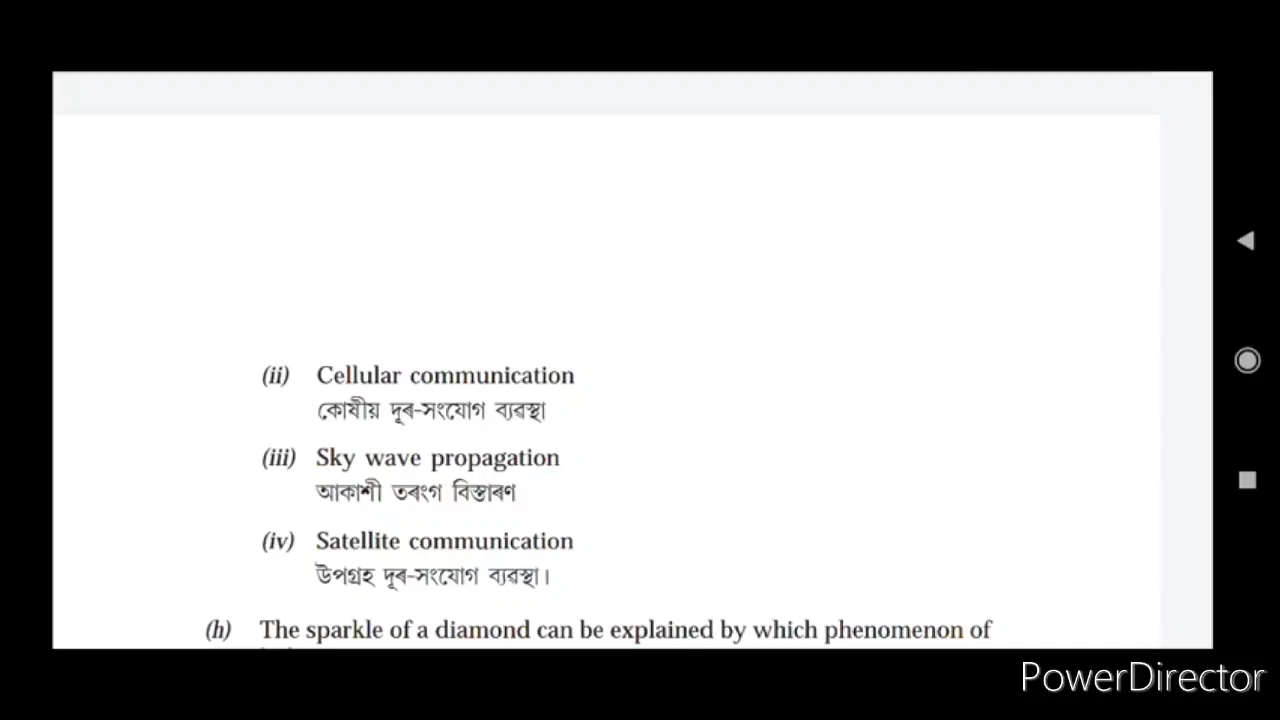 (ii) Cellular communication
কোষীয় দূৰ-সংযোগ ব্যৱস্থা
(iii) Sky wave propagation
আকাশী তৰংগ বিস্তাৰণ
(iv) Satellite communication
উপগ্ৰহ দূৰ-সংযোগ ব্যৱস্থা।
(h) The sparkle of a diamond can be explained by which phenomenon of
PowerDirector